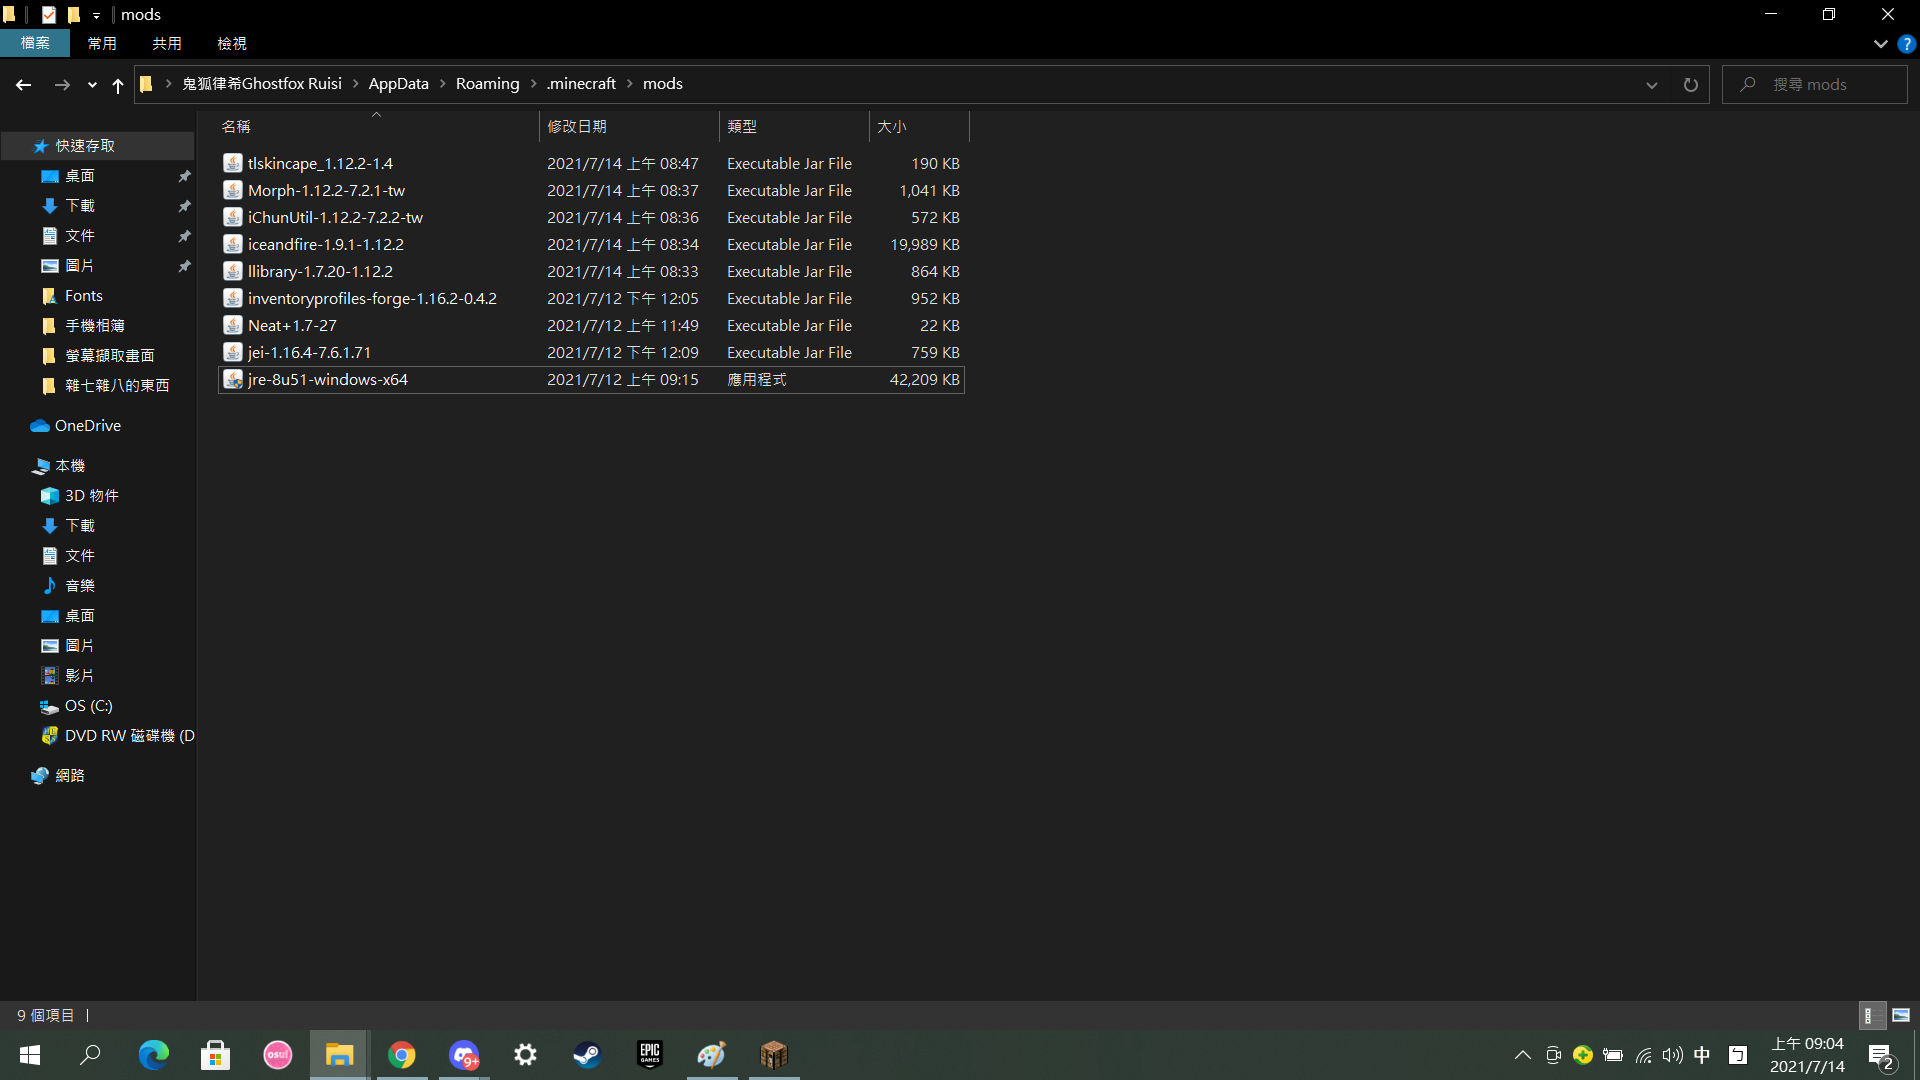 mods
檔案 常用 共用 檢視
鬼狐律希Ghostfox Ruisi > AppData > Roaming > .minecraft > mods
搜尋 mods
名稱 修改日期 類型 大小
tlskincape_1.12.2-1.4 2021/7/14 上午 08:47 Executable Jar File 190 KB
Morph-1.12.2-7.2.1-tw 2021/7/14 上午 08:37 Executable Jar File 1,041 KB
iChunUtil-1.12.2-7.2.2-tw 2021/7/14 上午 08:36 Executable Jar File 572 KB
iceandfire-1.9.1-1.12.2 2021/7/14 上午 08:34 Executable Jar File 19,989 KB
llibrary-1.7.20-1.12.2 2021/7/14 上午 08:33 Executable Jar File 864 KB
inventoryprofiles-forge-1.16.2-0.4.2 2021/7/12 下午 12:05 Executable Jar File 952 KB
Neat+1.7-27 2021/7/12 上午 11:49 Executable Jar File 22 KB
jei-1.16.4-7.6.1.71 2021/7/12 下午 12:09 Executable Jar File 759 KB
jre-8u51-windows-x64 2021/7/12 上午 09:15 應用程式 42,209 KB
快速存取
桌面
下載
文件
圖片
Fonts
手機相簿
螢幕擷取畫面
雜七雜八的東西
OneDrive
本機
3D 物件
下載
文件
音樂
桌面
圖片
影片
OS (C:)
DVD RW 磁碟機 (D
網路
9 個項目
osu!
9+
EPIC GAMES
中
ㄅ
上午 09:04
2021/7/14
2